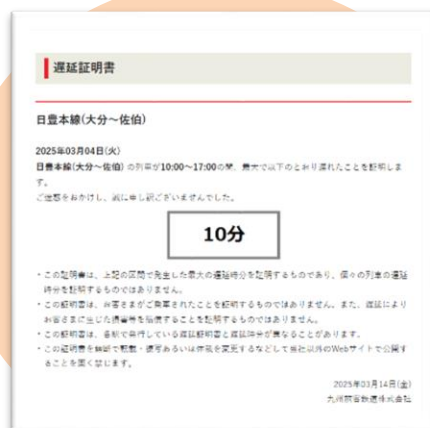 遅延証明書
日豊本線(大分~佐伯)
2025年03月04日(火)
日豊本線(大分~佐伯) の列車が10:00~17:00の間、最大で以下のとおり遅れたことを証明しま
す。
ご迷惑をおかけし、誠に申し訳ございませんでした。
10分
・この証明書は、上記の区間で発生した最大の遅延時分を証明するものであり、個々の列車の遅延
時分を証明するものではありません。
・この証明書は、お客さまがご乗車されたことを証明するものではありません。また、遅延により
お客さまに生じた損害等を賠償することを証明するものではありません。
・この証明書は、各駅で発行している遅延証明書と遅延時分が異なることがあります。
・この証明書を無断で転載・複写あるいは体裁を変更するなどして当社以外のWebサイトで公開す
ることを固く禁じます。
2025年03月14日(金)
九州旅客鉄道株式会社